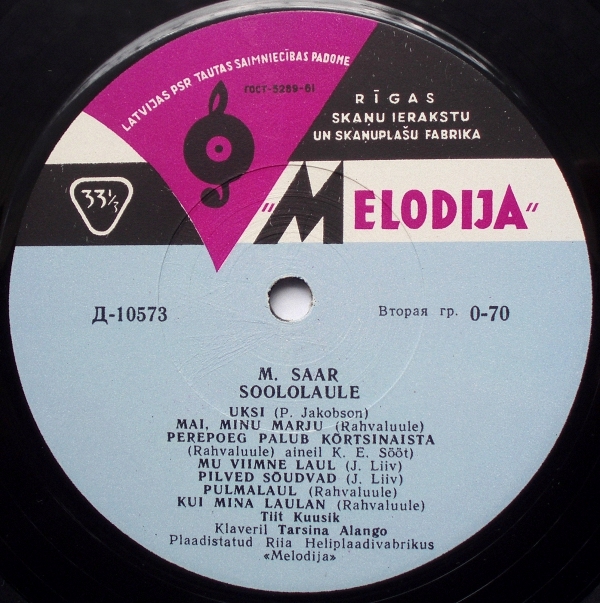 LATVIJAS PSR TAUTAS SAIMNIECĪBAS PADOME
ГОСТ-5289-61
RĪGAS
SKAŅU IERAKSTU
UN SKAŅUPLAŠU FABRIKA
33⅓
"MELODIJA"
Д-10573
Вторая гр. 0-70
M. SAAR
SOOLOLAULE
UKSI (P. Jakobson)
MAI, MINU MARJU (Rahvaluule)
PEREPOEG PALUB KÕRTSINAISTA
(Rahvaluule) aineil K. E. Sööt)
MU VIIMNE LAUL (J. Liiv)
PILVED SÕUDVAD (J. Liiv)
PULMALAUL (Rahvaluule)
KUI MINA LAULAN (Rahvaluule)
Tiit Kuusik
Klaveril Tarsina Alango
Plaadistatud Riia Heliplaadivabrikus
«Melodija»